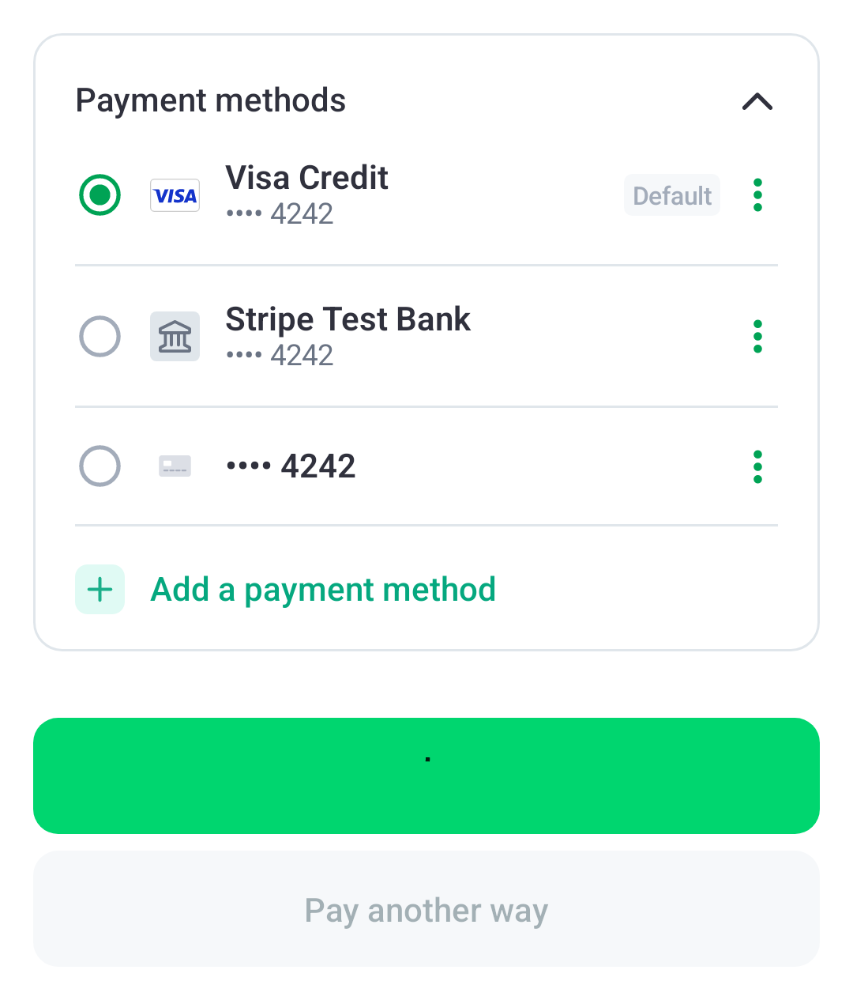 Payment methods
VISA
Visa Credit
Default
•••• 4242
Stripe Test Bank
•••• 4242
•••• 4242
Add a payment method
.
Pay another way